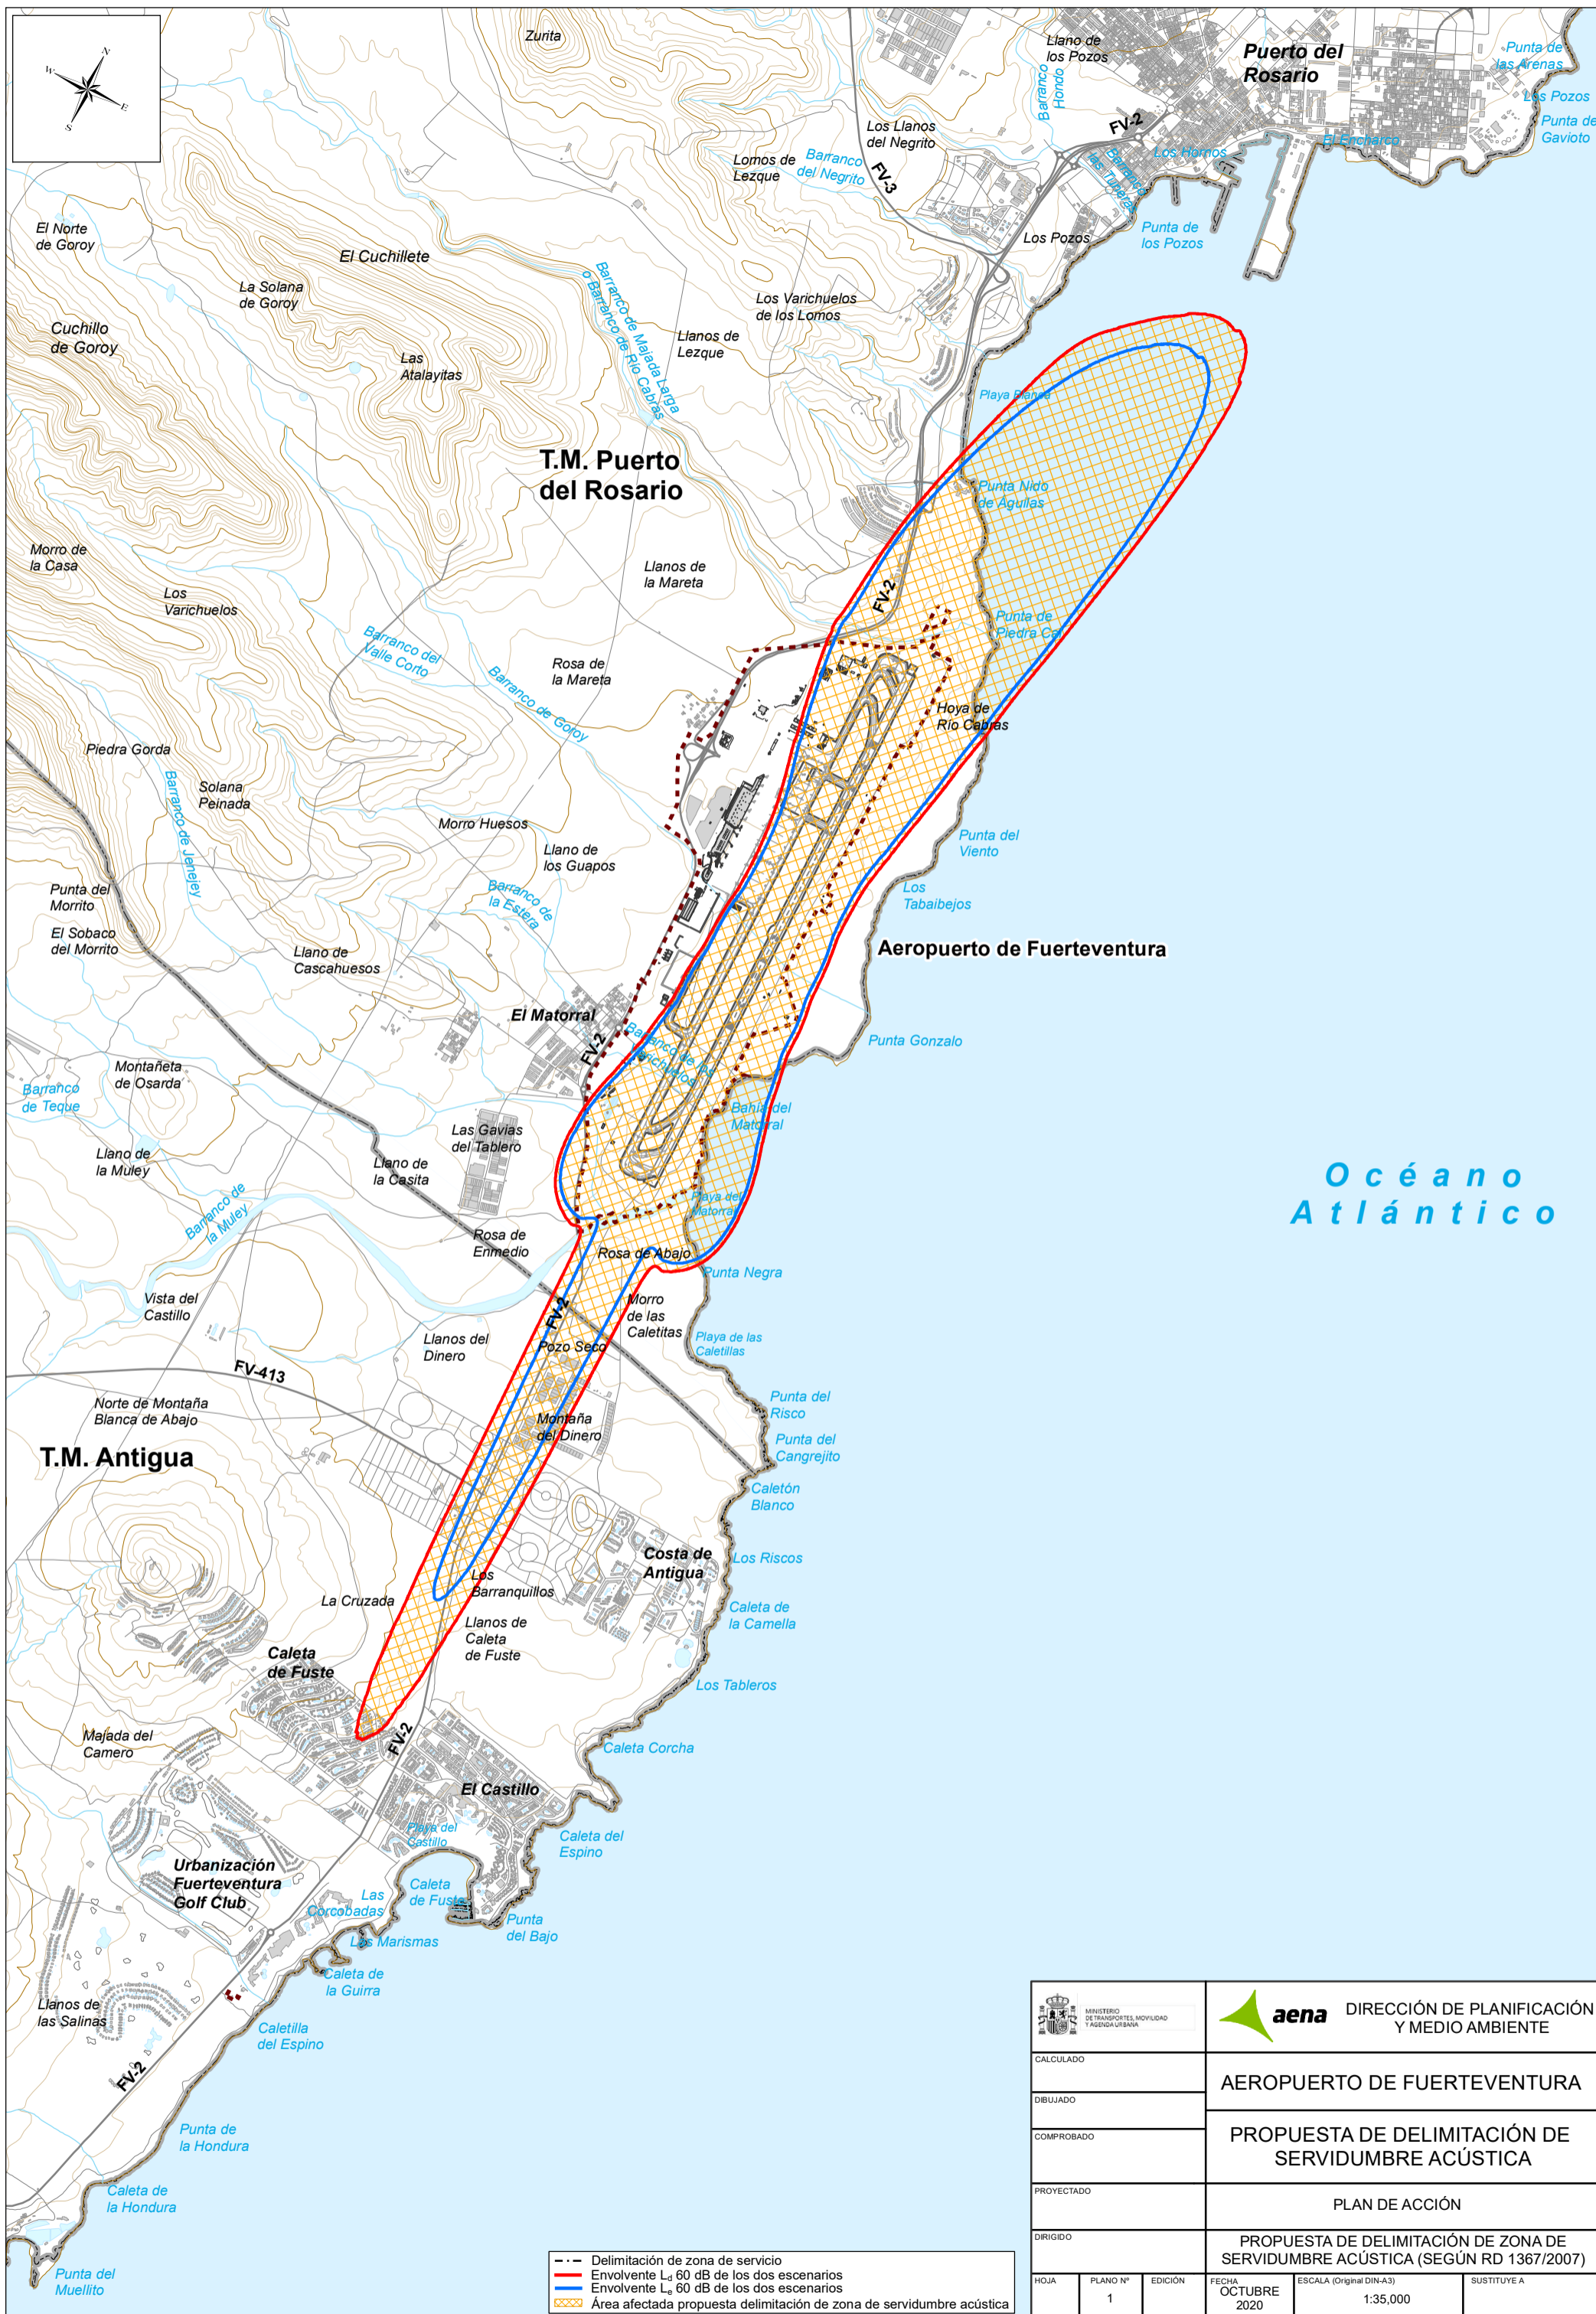 N
W
E
S
Zurita
Llano de
los Pozos
Puerto del
Rosario
Punta de
las Arenas
Los Pozos
Punta de
Gavioto
Barranco
Hondo
FV-2
Los Hornos
El Encharco
Barranco
las Tuneras
Los Llanos
del Negrito
Lomos de
Lezque
Barranco
del Negrito
FV-3
Punta de
los Pozos
Los Pozos
El Norte
de Goroy
El Cuchillete
La Solana
de Goroy
Barranco de Majada Larga
o Barranco de Río Cabras
Los Varichuelos
de los Lomos
Cuchillo
de Goroy
Llanos de
Lezque
Las
Atalayitas
Playa Blanca
T.M. Puerto
del Rosario
Punta Nido
de Aguilas
Morro de
la Casa
Llanos de
la Mareta
Los
Varichuelos
FV-2
Punta de
Piedra Cal
Barranco del
Valle Corto
Rosa de
la Mareta
Barranco de Goroy
Hoya de
Río Cabras
Piedra Gorda
Barranco de Jenejey
Solana
Peinada
Morro Huesos
Llano de
los Guapos
Punta del
Viento
Punta del
Morrito
Barranco de
la Estera
Los
Tabaibejos
El Sobaco
del Morrito
Llano de
Cascahuesos
Aeropuerto de Fuerteventura
El Matorral
FV-2
Barranco de los
Varichuelos
Punta Gonzalo
Montañeta
de Osarda
Barranco
de Teque
Bahía del
Matorral
Las Gavias
del Tablero
Llano de
la Muley
Llano de
la Casita
Océano
Atlántico
Barranco de
la Muley
Playa del
Matorral
Rosa de
Enmedio
Rosa de Abajo
Punta Negra
Vista del
Castillo
FV-2
Morro
de las
Caletitas
Llanos del
Dinero
Pozo Seco
Playa de las
Caletillas
FV-413
Norte de Montaña
Blanca de Abajo
Punta del
Risco
Montaña
del Dinero
Punta del
Cangrejito
T.M. Antigua
Caletón
Blanco
Costa de
Antigua
Los Riscos
Los
Barranquillos
La Cruzada
Caleta de
la Camella
Llanos de
Caleta
de Fuste
Caleta
de Fuste
Los Tableros
Majada del
Camero
FV-2
Caleta Corcha
El Castillo
Playa del
Castillo
Caleta del
Espino
Urbanización
Fuerteventura
Golf Club
Las
Corcobadas
Caleta
de Fuste
Punta
del Bajo
Las Marismas
Caleta de
la Guirra
Llanos de
las Salinas
Caletilla
del Espino
FV-2
Punta de
la Hondura
Caleta de
la Hondura
Punta del
Muellito
Delimitación de zona de servicio
Envolvente Ld 60 dB de los dos escenarios
Envolvente Le 60 dB de los dos escenarios
Área afectada propuesta delimitación de zona de servidumbre acústica
MINISTERIO
DE TRANSPORTES, MOVILIDAD
Y AGENDA URBANA
aena
DIRECCIÓN DE PLANIFICACIÓN
Y MEDIO AMBIENTE
CALCULADO
DIBUJADO
COMPROBADO
PROYECTADO
DIRIGIDO
AEROPUERTO DE FUERTEVENTURA
PROPUESTA DE DELIMITACIÓN DE
SERVIDUMBRE ACÚSTICA
PLAN DE ACCIÓN
PROPUESTA DE DELIMITACIÓN DE ZONA DE
SERVIDUMBRE ACÚSTICA (SEGÚN RD 1367/2007)
HOJA
PLANO Nº
1
EDICIÓN
FECHA
OCTUBRE
2020
ESCALA (Original DIN-A3)
1:35,000
SUSTITUYE A